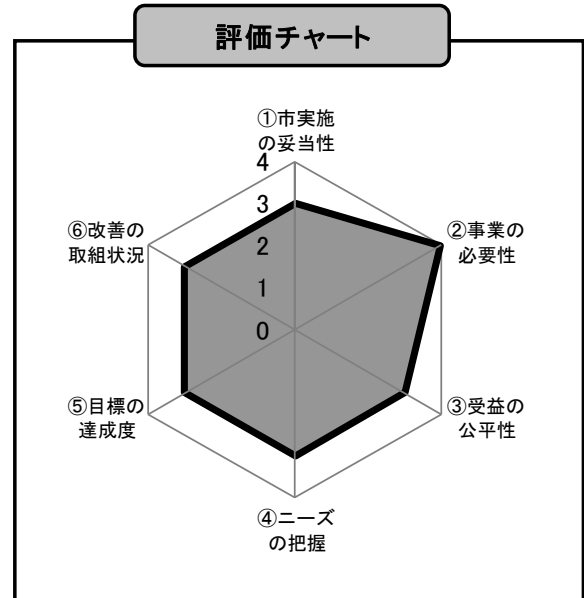 評価チャート
①市実施
の妥当性
4
3
2
1
0
②事業の
必要性
③受益の
公平性
④ニーズ
の把握
⑤目標の
達成度
⑥改善の
取組状況